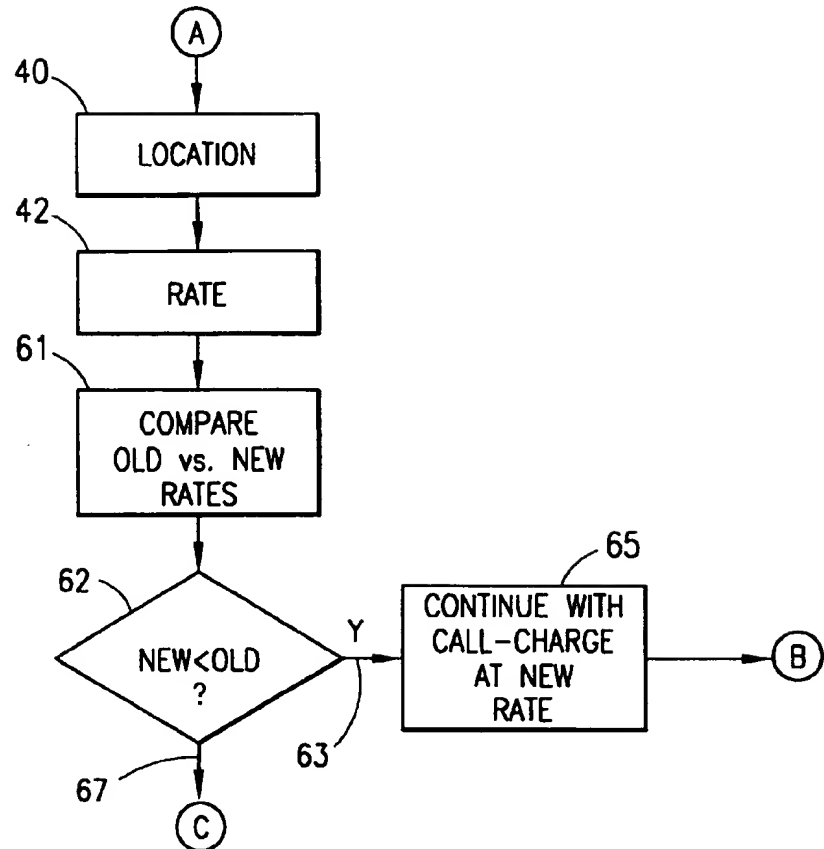 A
40
LOCATION
42
RATE
61
COMPARE
OLD vs. NEW
RATES
62
NEW<OLD
?
Y
63
65
CONTINUE WITH
CALL-CHARGE
AT NEW
RATE
B
67
C